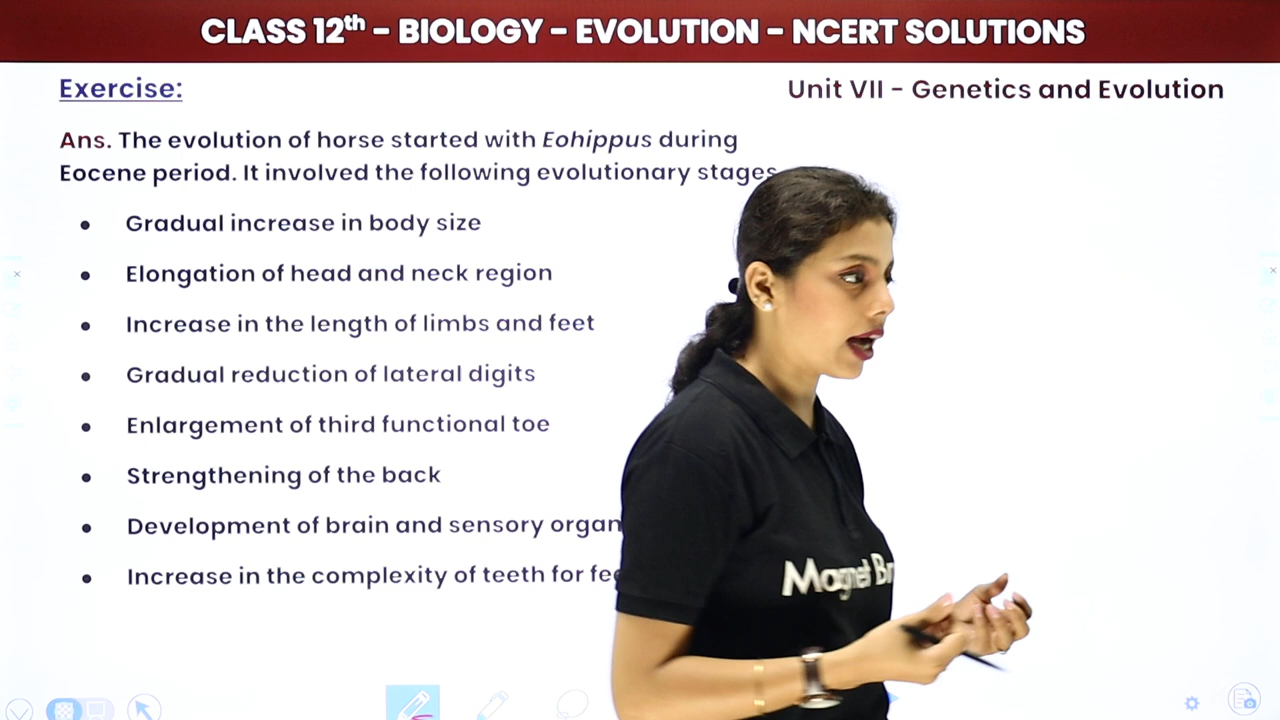 CLASS 12th – BIOLOGY – EVOLUTION – NCERT SOLUTIONS
Exercise:
Unit VII – Genetics and Evolution
Ans. The evolution of horse started with Eohippus during
Eocene period. It involved the following evolutionary stages
• Gradual increase in body size
• Elongation of head and neck region
• Increase in the length of limbs and feet
• Gradual reduction of lateral digits
• Enlargement of third functional toe
• Strengthening of the back
• Development of brain and sensory organ
• Increase in the complexity of teeth for
Magnet